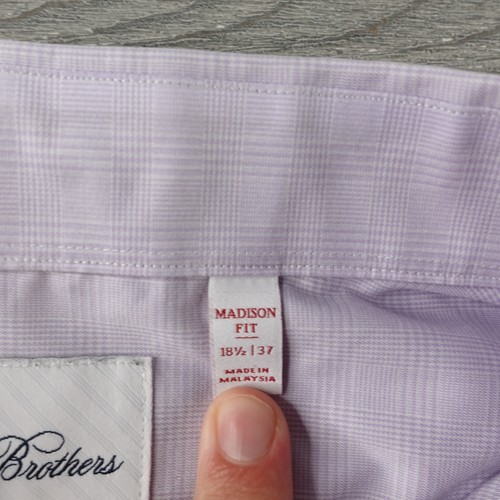 MADISON
FIT
18½ | 37
MADE IN
MALAYSIA
Brothers